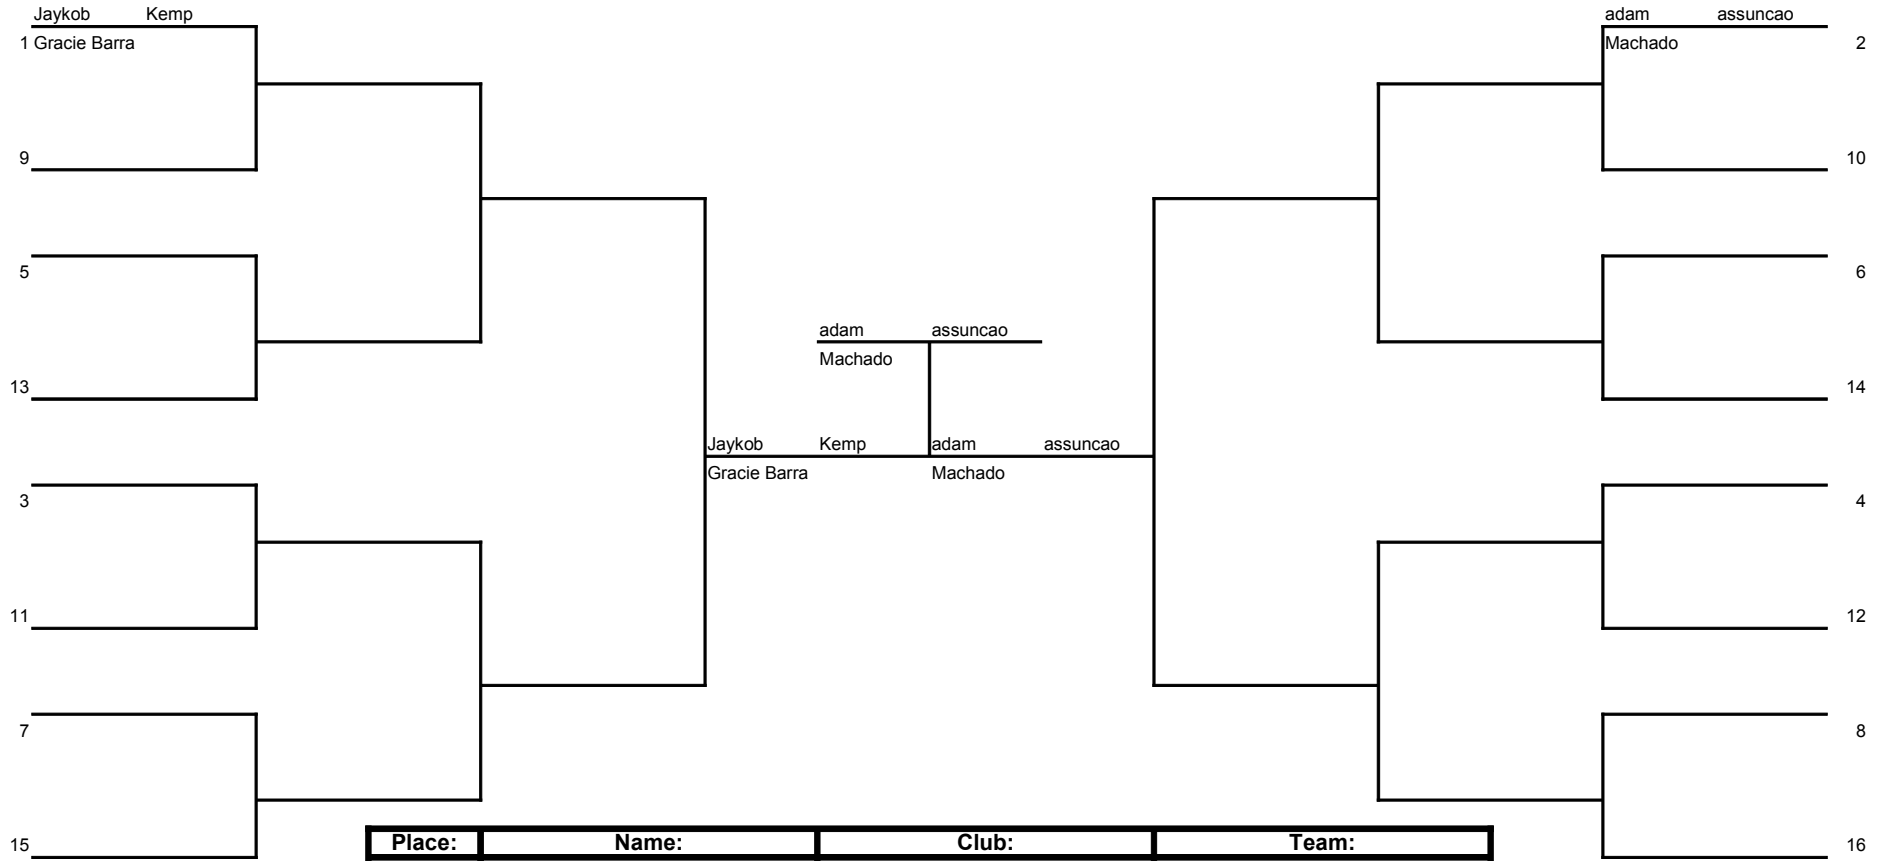 Jaykob Kemp
adam assuncao
1 Gracie Barra
Machado 2
9
10
5
6
adam assuncao
Machado
13
14
Jaykob Kemp adam assuncao
Gracie Barra Machado
3
4
11
12
7
8
15
16
Place: Name: Club: Team: